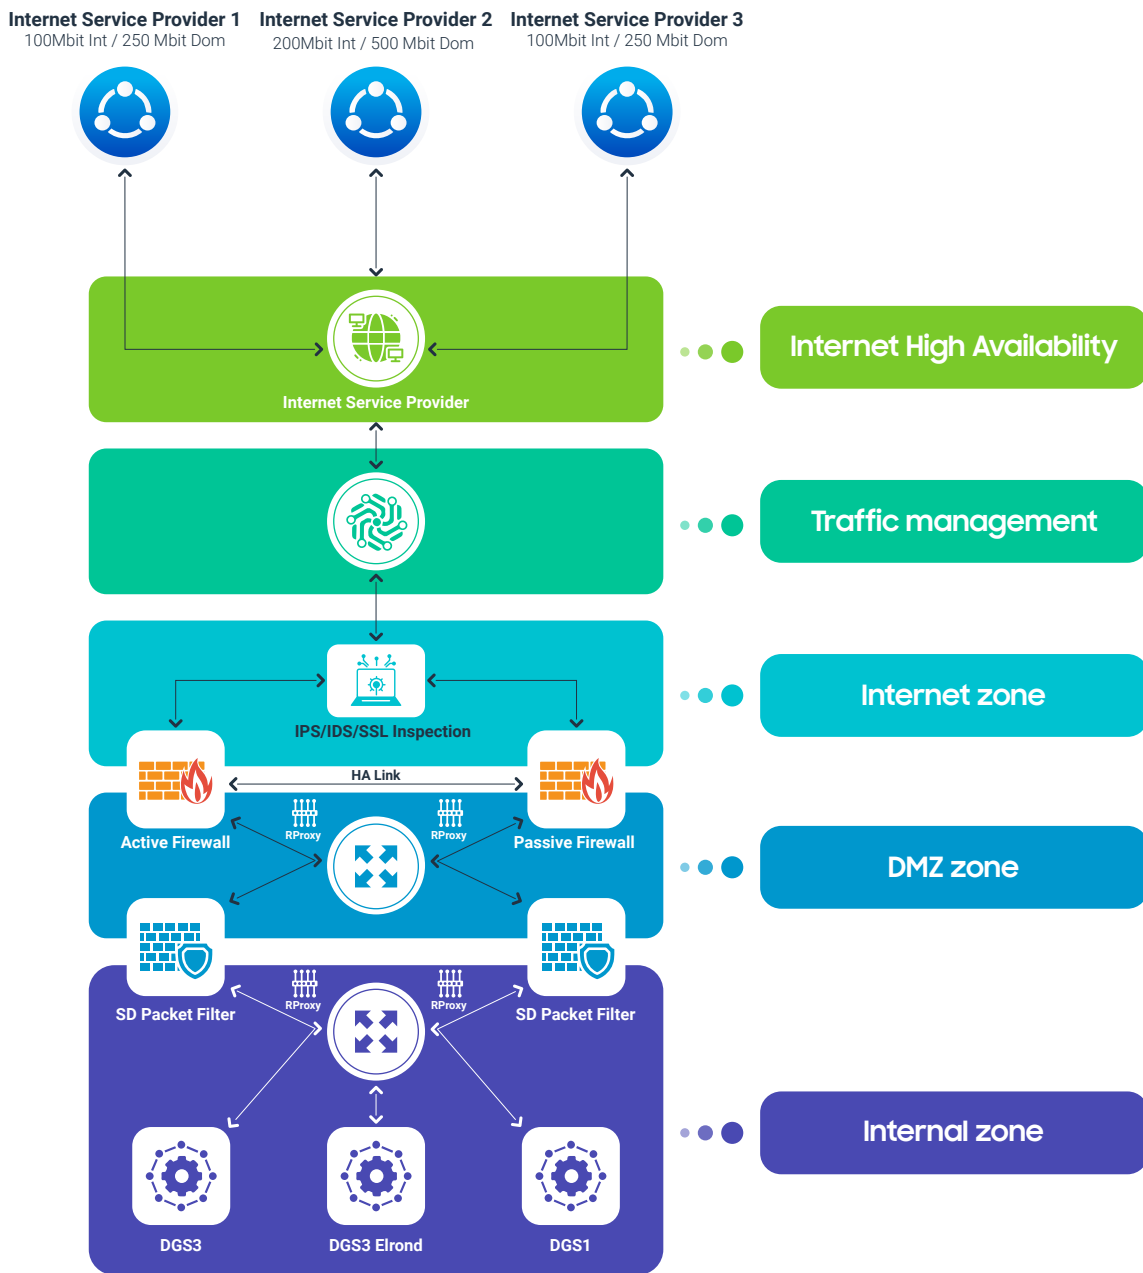 Internet Service Provider 1
100Mbit Int / 250 Mbit Dom
Internet Service Provider 2
200Mbit Int / 500 Mbit Dom
Internet Service Provider 3
100Mbit Int / 250 Mbit Dom
Internet Service Provider
Internet High Availability
Traffic management
IPS/IDS/SSL Inspection
Internet zone
HA Link
RProxy
RProxy
Active Firewall
Passive Firewall
DMZ zone
RProxy
RProxy
SD Packet Filter
SD Packet Filter
Internal zone
DGS3
DGS3 Elrond
DGS1